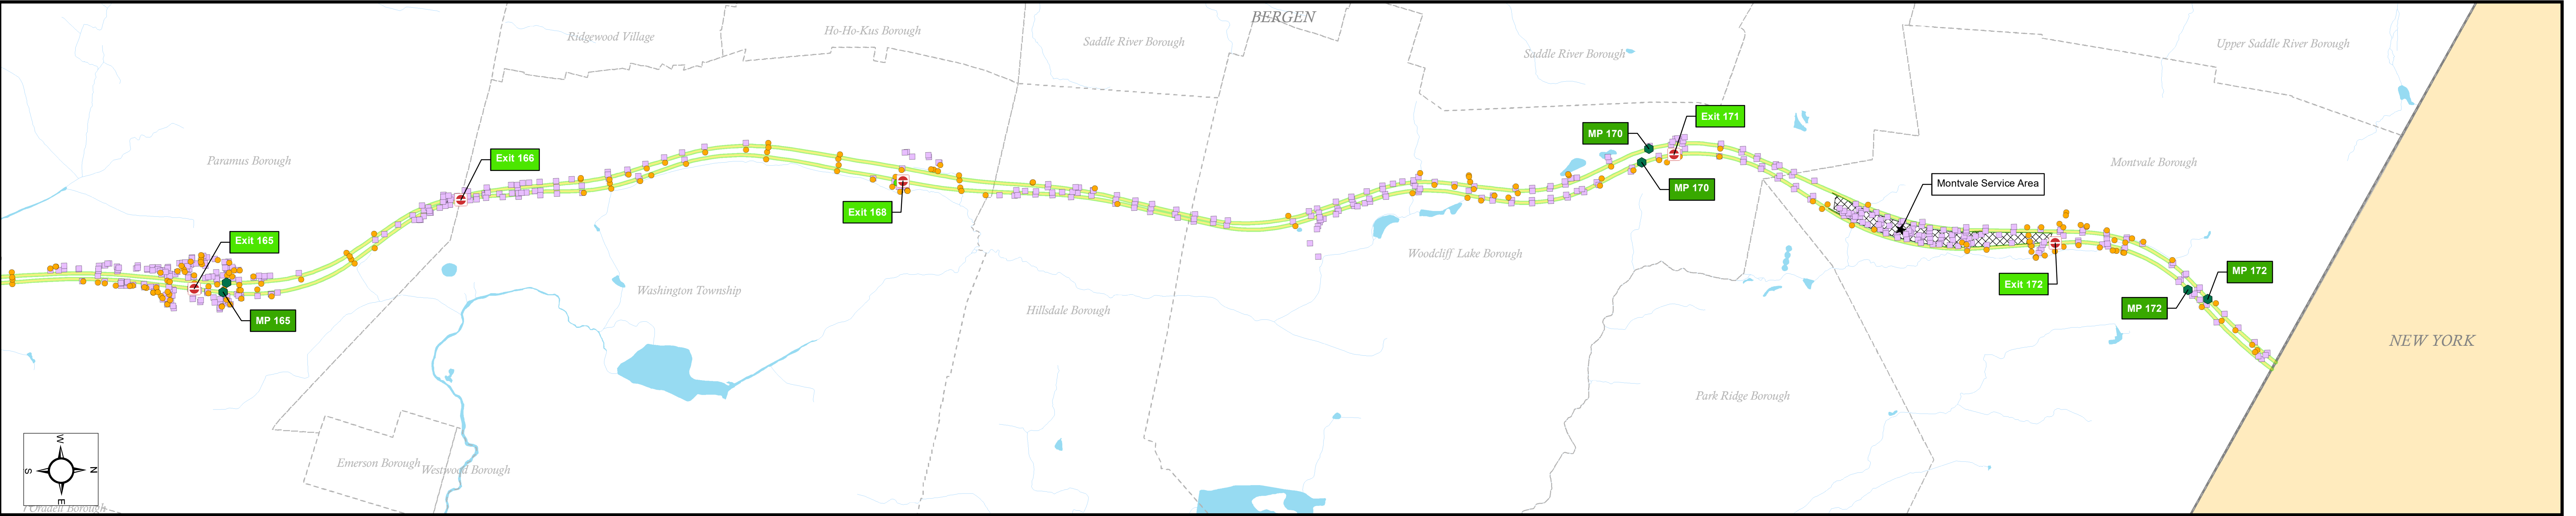 BERGEN
Ridgewood Village
Ho-Ho-Kus Borough
Saddle River Borough
Saddle River Borough
Upper Saddle River Borough
Exit 171
MP 170
Paramus Borough
Exit 166
Montvale Borough
Montvale Service Area
MP 170
Exit 168
Exit 165
Woodcliff Lake Borough
MP 172
Exit 172
Washington Township
MP 172
Hillsdale Borough
MP 165
NEW YORK
Park Ridge Borough
W
S
N
E
Emerson Borough
Westwood Borough
Oradell Borough